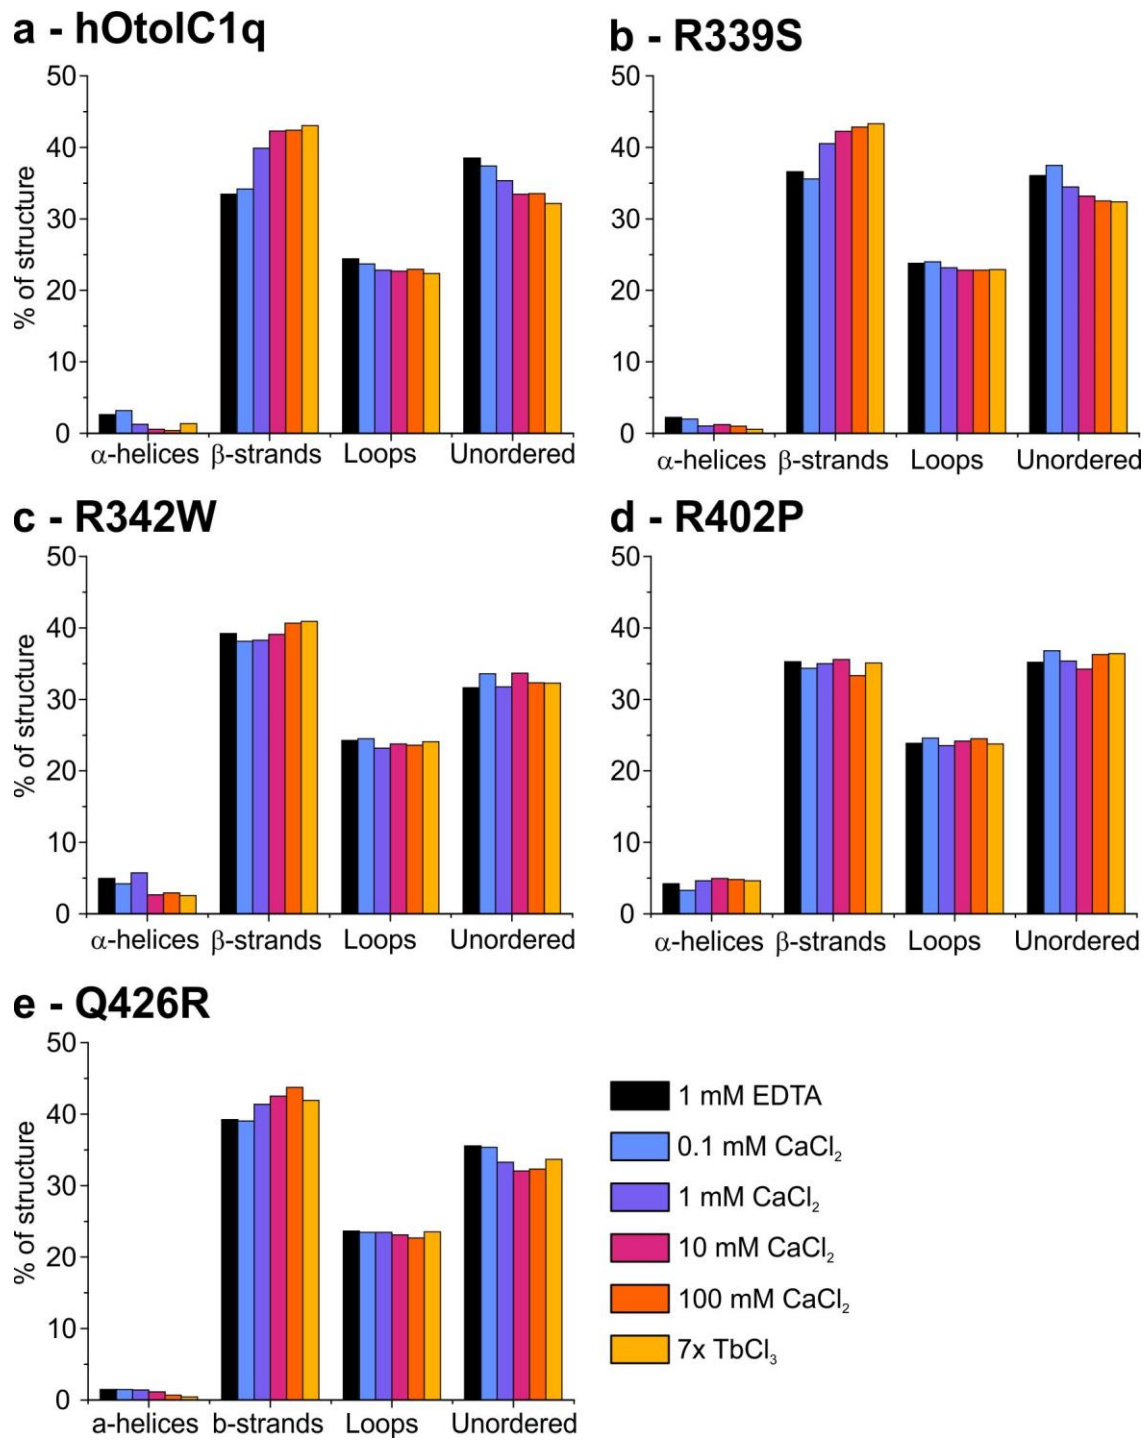 a - hOtolC1q
% of structure
50
40
30
20
10
0
α-helices β-strands Loops Unordered
b - R339S
50
40
30
20
10
0
α-helices β-strands Loops Unordered
c - R342W
% of structure
50
40
30
20
10
0
α-helices β-strands Loops Unordered
d - R402P
50
40
30
20
10
0
α-helices β-strands Loops Unordered
e - Q426R
% of structure
50
40
30
20
10
0
a-helices b-strands Loops Unordered
1 mM EDTA
0.1 mM CaCl₂
1 mM CaCl₂
10 mM CaCl₂
100 mM CaCl₂
7x TbCl₃